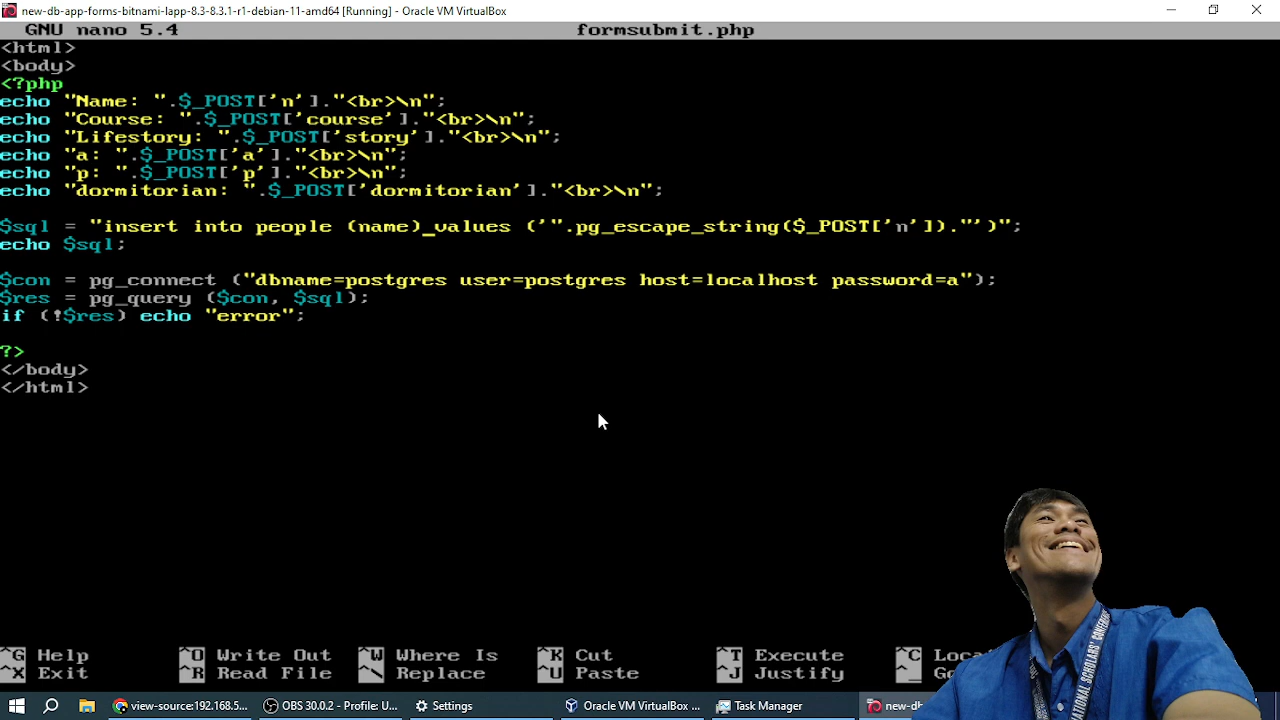 new-db-app-forms-bitnami-lapp-8.3-8.3.1-r1-debian-11-amd64 [Running] - Oracle VM VirtualBox
GNU nano 5.4 formsubmit.php
<html>
<body>
<?php
echo "Name: ".$_POST['n']."<br>\n";
echo "Course: ".$_POST['course']."<br>\n";
echo "Lifestory: ".$_POST['story']."<br>\n";
echo "a: ".$_POST['a']."<br>\n";
echo "p: ".$_POST['p']."<br>\n";
echo "dormitorian: ".$_POST['dormitorian']."<br>\n";
$sql = "insert into people (name)_values ('".pg_escape_string($_POST['n'])."')";
echo $sql;
$con = pg_connect ("dbname=postgres user=postgres host=localhost password=a");
$res = pg_query ($con, $sql);
if (!$res) echo "error";
?>
</body>
</html>
^G Help ^O Write Out ^W Where Is ^K Cut ^T Execute ^C
^X Exit ^R Read File ^\ Replace ^U Paste ^J Justify ^_
view-source:192.168.5... OBS 30.0.2 - Profile: U... Settings Oracle VM VirtualBox ... Task Manager new-db
NATIONAL SCHOLARS' CONFERENCE